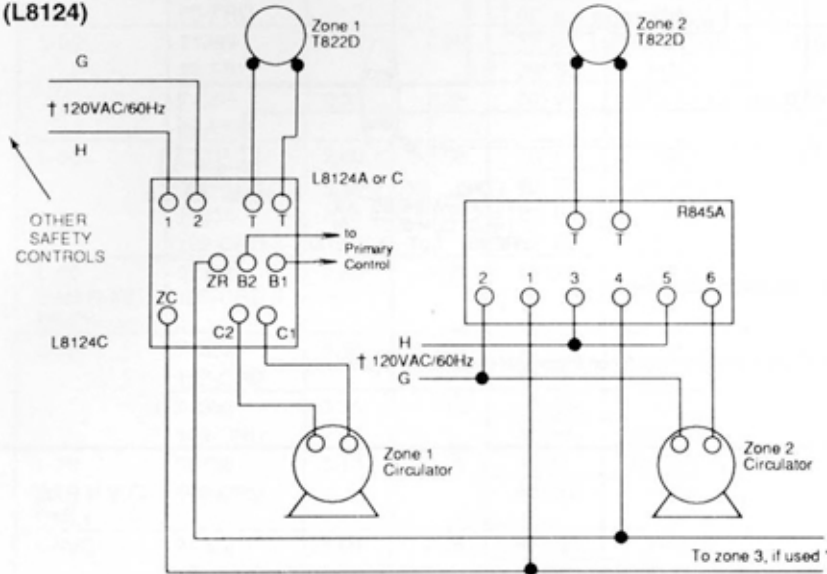 (L8124)
Zone 1
T822D
Zone 2
T822D
G
† 120VAC/60Hz
H
OTHER
SAFETY
CONTROLS
L8124A or C
1 2 T T
to
Primary
Control
ZR B2 B1
ZC
C2 C1
L8124C
R845A
T T
2 1 3 4 5 6
H
† 120VAC/60Hz
G
Zone 1
Circulator
Zone 2
Circulator
To zone 3, if used